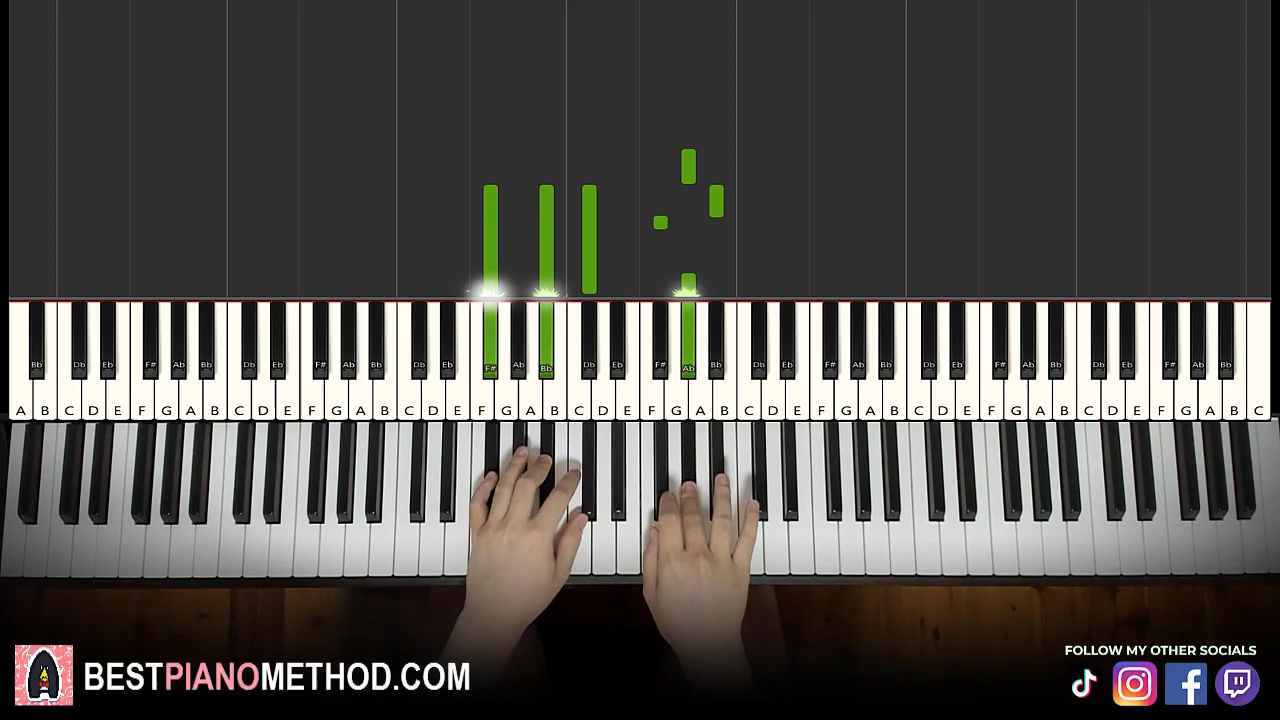 Bb Db Eb F# Ab Bb Db Eb F# Ab Bb Db Eb F# Ab Bb Db Eb F# Ab Bb Db Eb F# Ab Bb Db Eb F# Ab Bb Db Eb F# Ab Bb
A B C D E F G A B C D E F G A B C D E F G A B C D E F G A B C D E F G A B C D E F G A B C D E F G A B C
FOLLOW MY OTHER SOCIALS
BESTPIANOMETHOD.COM